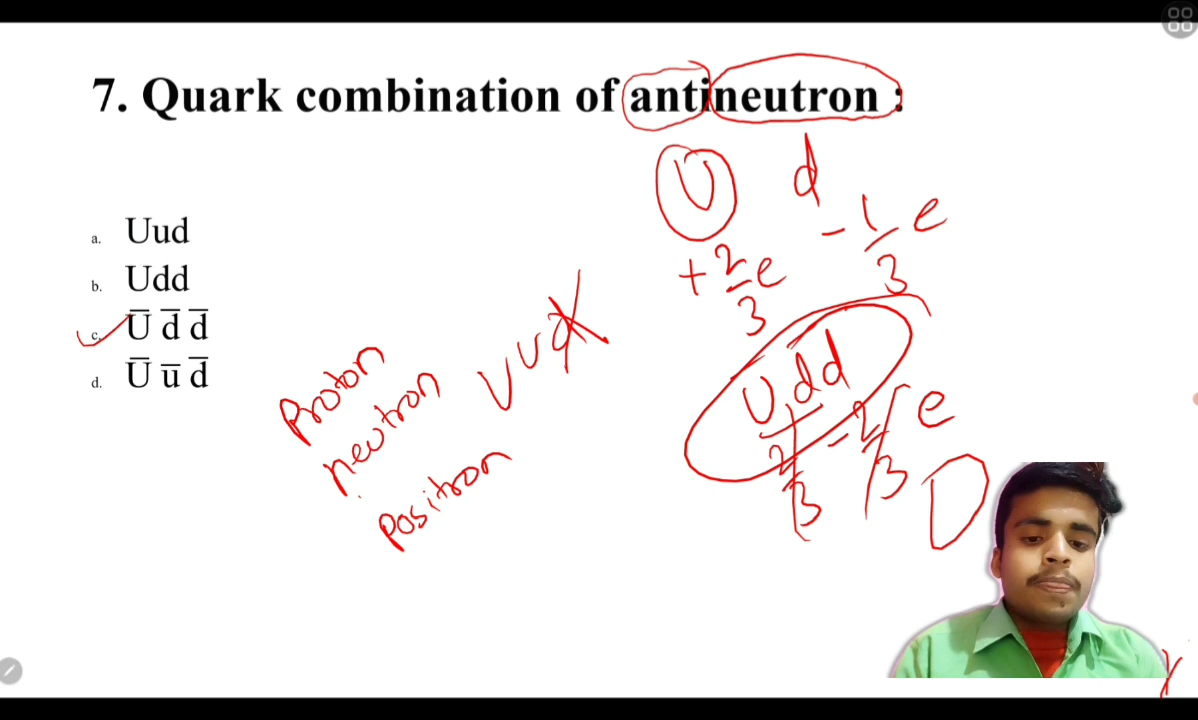 7. Quark combination of antineutron :
U d
+2/3 e -1/3 e
a. Uud
b. Udd
c. Ū d̄ d̄
d. Ū ū d̄
Proton
neutron
positron
UUd
Udd
2/3 -2/3 e